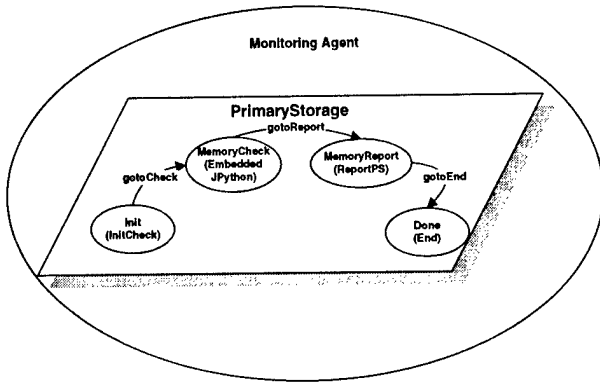 Monitoring Agent
PrimaryStorage
gotoReport
MemoryCheck
(Embedded
JPython)
MemoryReport
(ReportPS)
gotoCheck
gotoEnd
Init
(InitCheck)
Done
(End)